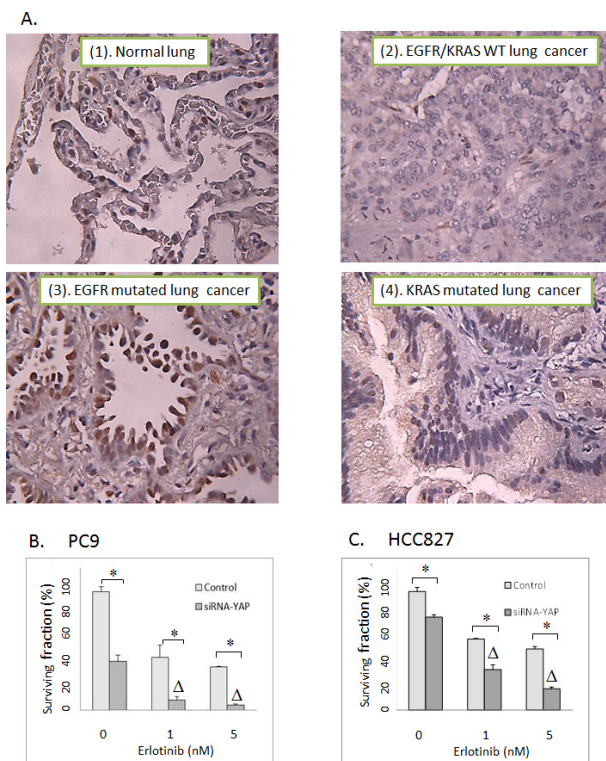 A.
(1). Normal lung
(2). EGFR/KRAS WT lung cancer
(3). EGFR mutated lung cancer
(4). KRAS mutated lung cancer
B. PC9
Surviving fraction (%)
100
80
60
40
20
0
*
*
*
Δ
Δ
Control
siRNA-YAP
0 1 5
Erlotinib (nM)
C. HCC827
Surviving fraction (%)
100
80
60
40
20
0
*
*
*
Δ
Δ
Control
siRNA-YAP
0 1 5
Erlotinib (nM)